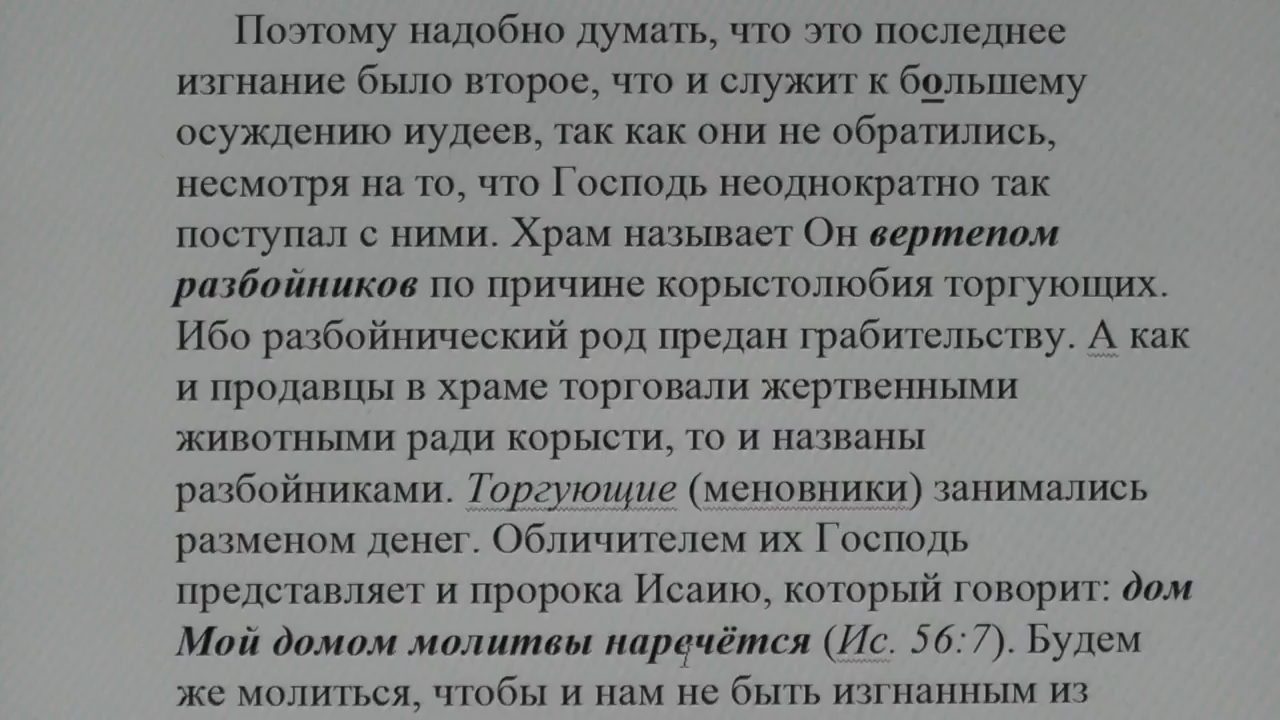 Поэтому надобно думать, что это последнее
изгнание было второе, что и служит к большему
осуждению иудеев, так как они не обратились,
несмотря на то, что Господь неоднократно так
поступал с ними. Храм называет Он вертепом
разбойников по причине корыстолюбия торгующих.
Ибо разбойнический род предан грабительству. А как
и продавцы в храме торговали жертвенными
животными ради корысти, то и названы
разбойниками. Торгующие (меновники) занимались
разменом денег. Обличителем их Господь
представляет и пророка Исаию, который говорит: дом
Мой домом молитвы наречётся (Ис. 56:7). Будем
же молиться, чтобы и нам не быть изгнанным из